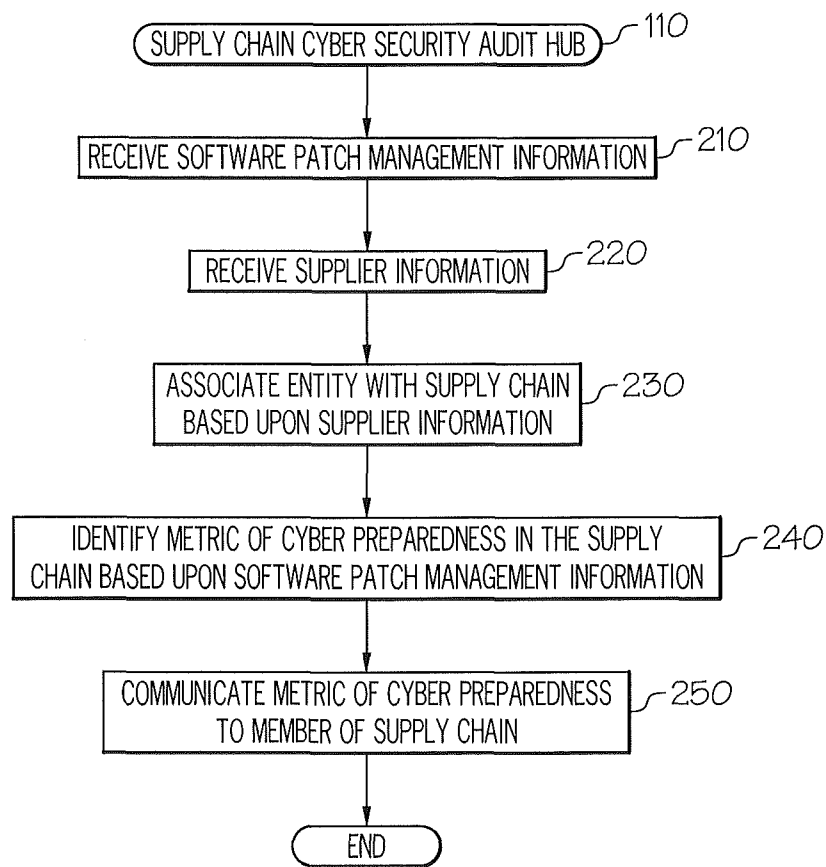 SUPPLY CHAIN CYBER SECURITY AUDIT HUB 110
RECEIVE SOFTWARE PATCH MANAGEMENT INFORMATION 210
RECEIVE SUPPLIER INFORMATION 220
ASSOCIATE ENTITY WITH SUPPLY CHAIN
BASED UPON SUPPLIER INFORMATION 230
IDENTIFY METRIC OF CYBER PREPAREDNESS IN THE SUPPLY
CHAIN BASED UPON SOFTWARE PATCH MANAGEMENT INFORMATION 240
COMMUNICATE METRIC OF CYBER PREPAREDNESS
TO MEMBER OF SUPPLY CHAIN 250
END